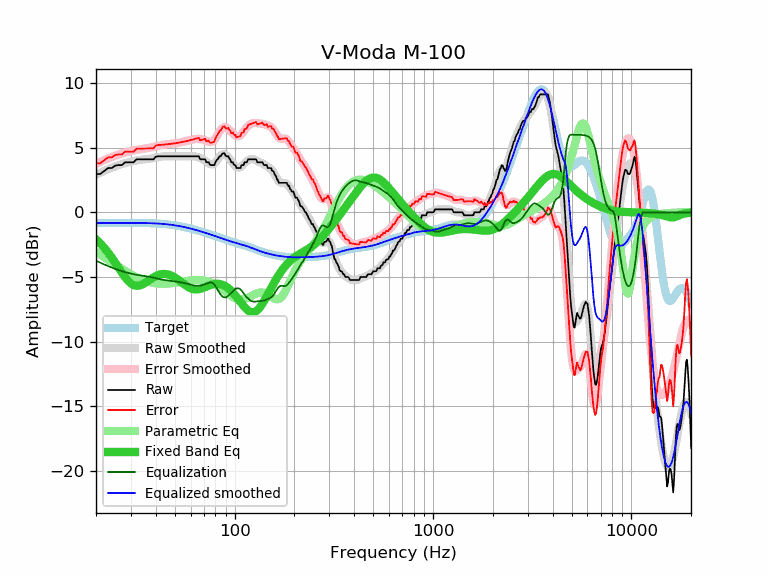 V-Moda M-100
Amplitude (dBr)
10
5
0
−5
−10
−15
−20
Target
Raw Smoothed
Error Smoothed
Raw
Error
Parametric Eq
Fixed Band Eq
Equalization
Equalized smoothed
100
1000
10000
Frequency (Hz)